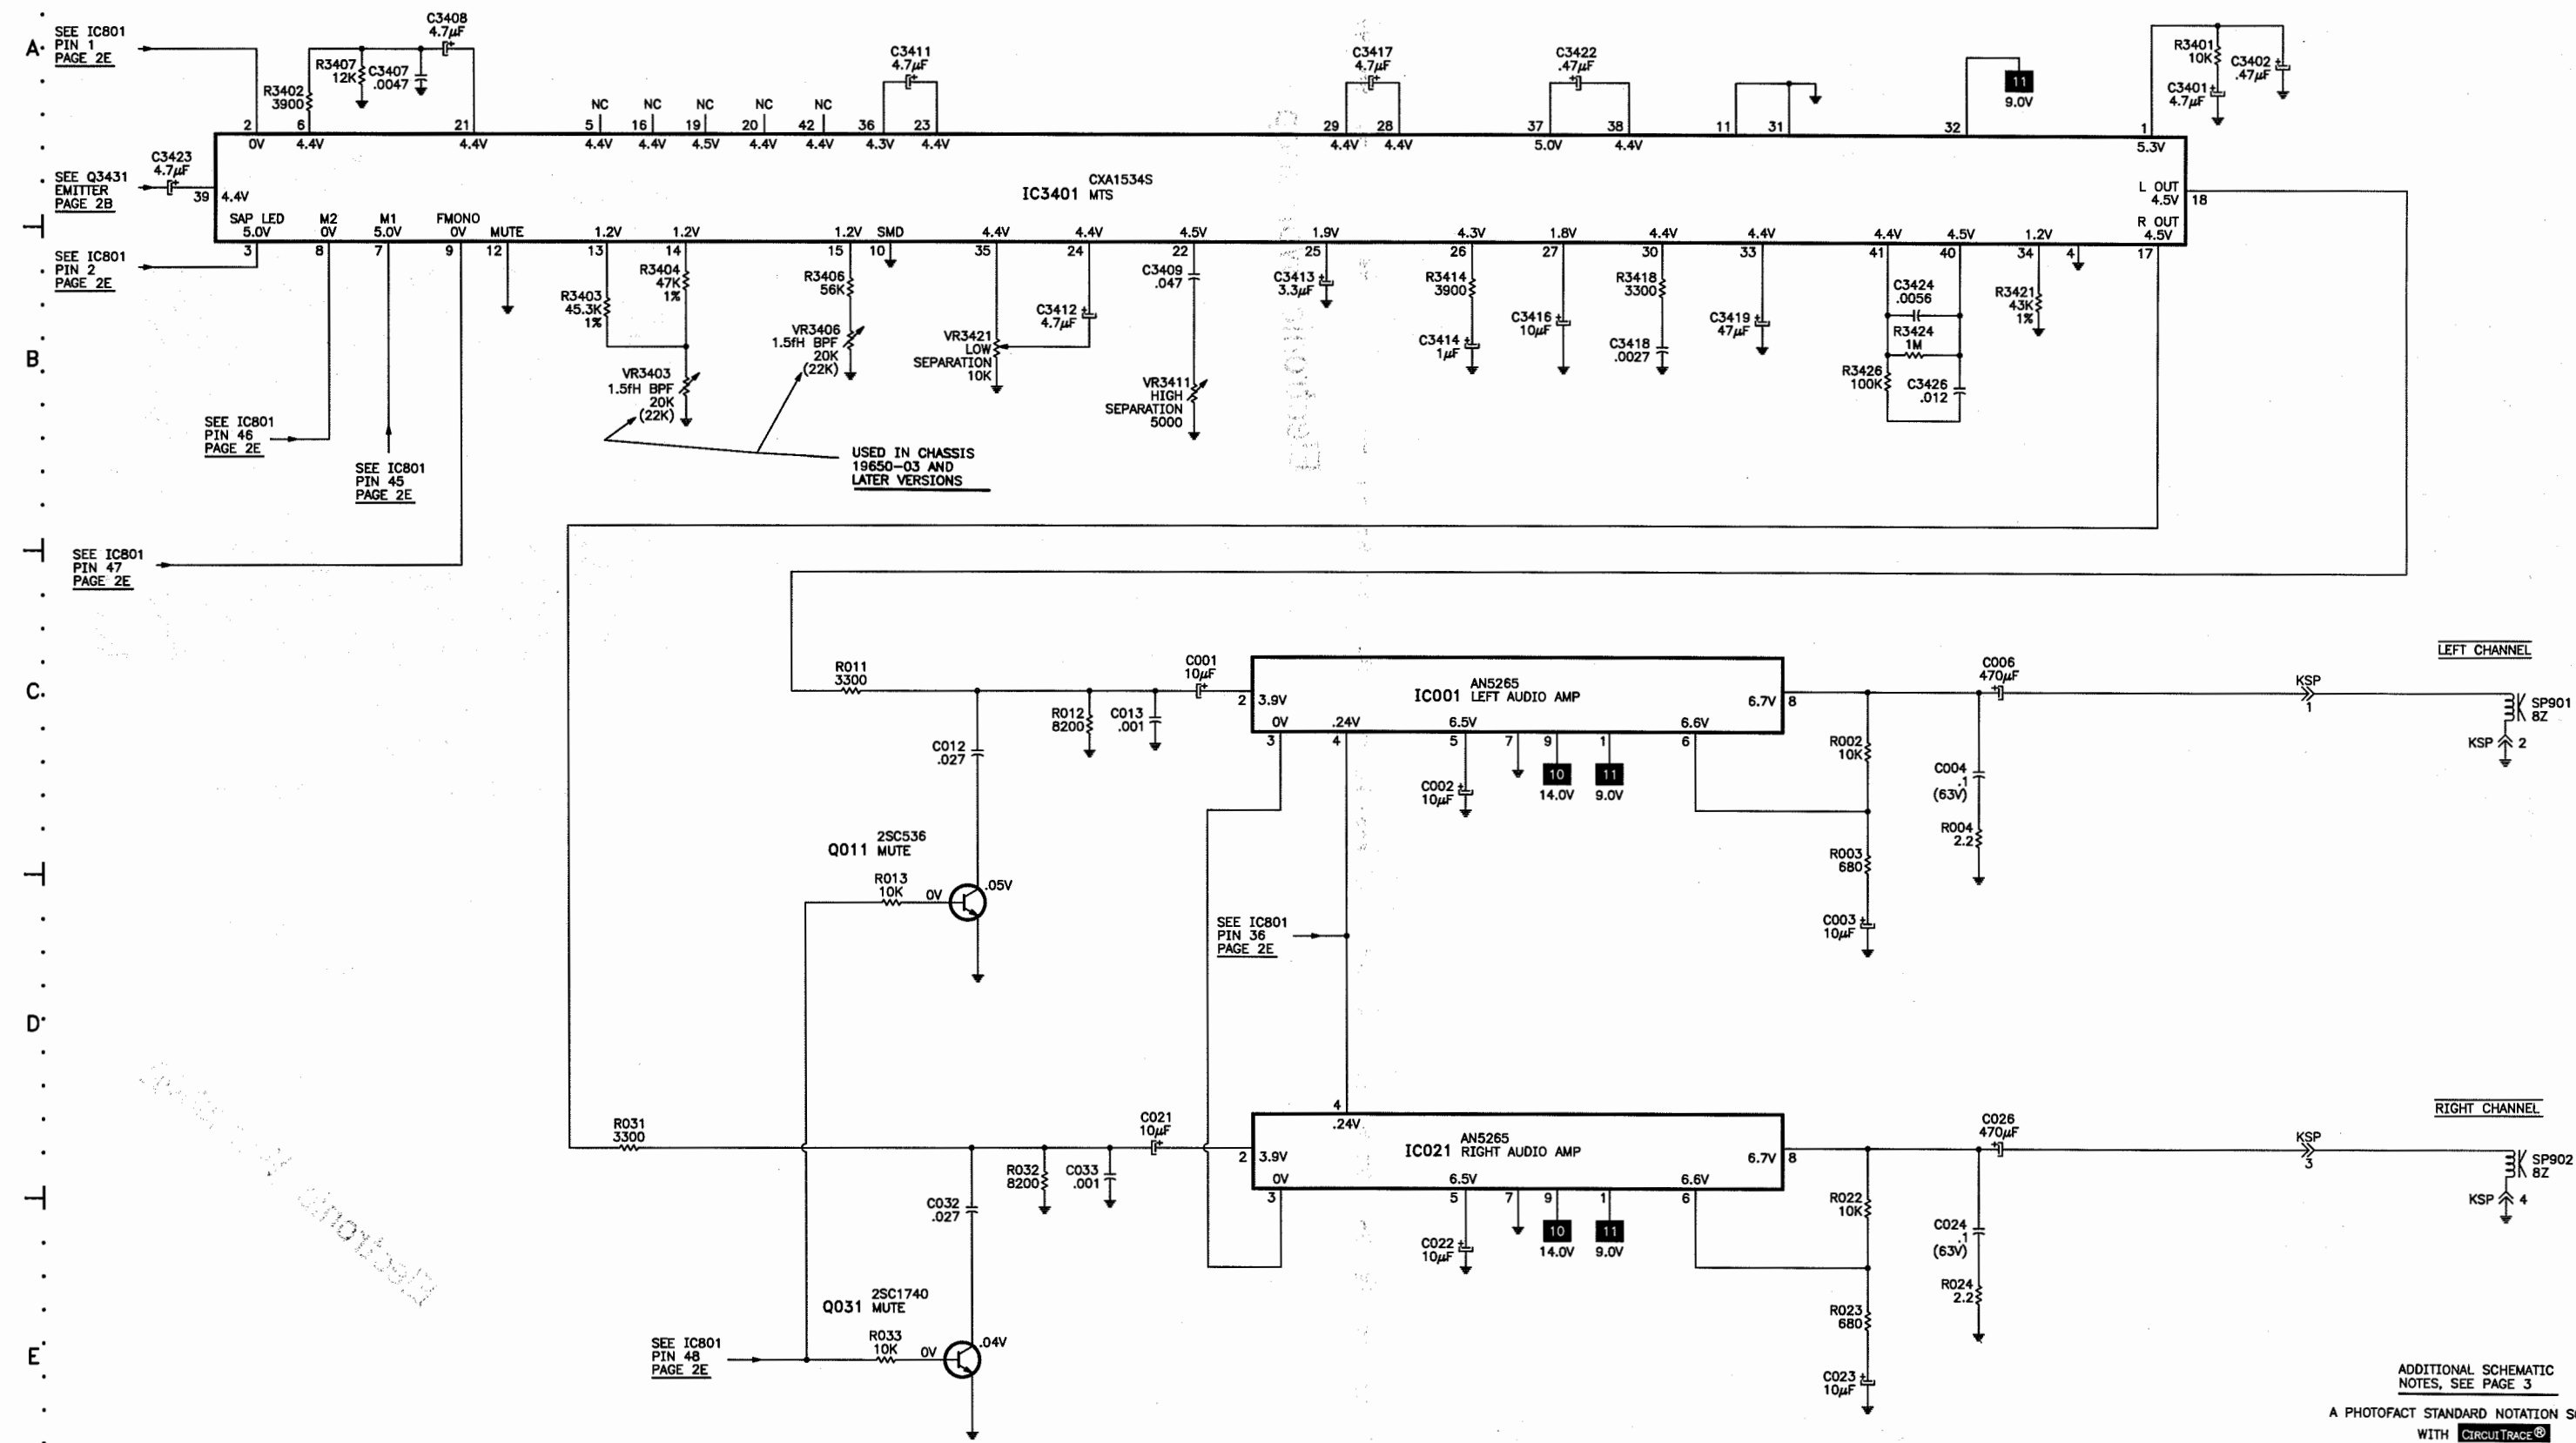 A
SEE IC801
PIN 1
PAGE 2E
C3408
4.7µF
R3407
12K
C3407
.0047
R3402
3900
C3411
4.7µF
C3417
4.7µF
C3422
.47µF
11
9.0V
R3401
10K
C3402
.47µF
C3401
4.7µF
NC NC NC NC NC
2 6 21 5 16 19 20 42 36 23 29 28 37 38 11 31 32 1
0V 4.4V 4.4V 4.4V 4.4V 4.5V 4.4V 4.4V 4.3V 4.4V 4.4V 4.4V 5.0V 4.4V 5.3V
C3423
4.7µF
SEE Q3431
EMITTER
PAGE 2B
39 4.4V
IC3401 CXA1534S
MTS
L OUT
4.5V 18
R OUT
4.5V
SAP LED M2 M1 FMONO
5.0V 0V 5.0V 0V MUTE 1.2V 1.2V 1.2V SMD 4.4V 4.4V 4.5V 1.9V 4.3V 1.8V 4.4V 4.4V 4.4V 4.5V 1.2V
3 8 7 9 12 13 14 15 10 35 24 22 25 26 27 30 33 41 40 34 4 17
SEE IC801
PIN 2
PAGE 2E
R3403
45.3K
1%
R3404
47K
1%
R3406
56K
C3412
4.7µF
C3409
.047
C3413
3.3µF
R3414
3900
C3416
10µF
R3418
3300
C3419
47µF
C3424
.0056
R3424
1M
R3421
43K
1%
B
VR3403
1.5fH BPF
20K
(22K)
VR3406
1.5fH BPF
20K
(22K)
VR3421
LOW
SEPARATION
10K
VR3411
HIGH
SEPARATION
5000
C3414
1µF
C3418
.0027
R3426
100K
C3426
.012
SEE IC801
PIN 46
PAGE 2E
SEE IC801
PIN 45
PAGE 2E
USED IN CHASSIS
19650-03 AND
LATER VERSIONS
SEE IC801
PIN 47
PAGE 2E
C
R011
3300
C001
10µF
R012
8200
C013
.001
C012
.027
2 3.9V
IC001 AN5265
LEFT AUDIO AMP
6.7V 8
0V .24V 6.5V 6.6V
3 4 5 7 9 1 6
10
14.0V
11
9.0V
C002
10µF
C006
470µF
KSP
1
LEFT CHANNEL
SP901
8Z
KSP 2
R002
10K
C004
.1
(63V)
R004
2.2
R003
680
C003
10µF
Q011 2SC536
MUTE
R013
10K
0V
.05V
SEE IC801
PIN 36
PAGE 2E
D
R031
3300
C021
10µF
R032
8200
C033
.001
C032
.027
4
.24V
2 3.9V
IC021 AN5265
RIGHT AUDIO AMP
6.7V 8
0V 6.5V 6.6V
3 5 7 9 1 6
10
14.0V
11
9.0V
C022
10µF
C026
470µF
KSP
3
RIGHT CHANNEL
SP902
8Z
KSP 4
R022
10K
C024
.1
(63V)
R024
2.2
R023
680
C023
10µF
Q031 2SC1740
MUTE
R033
10K
0V
.04V
E
SEE IC801
PIN 48
PAGE 2E
ADDITIONAL SCHEMATIC
NOTES, SEE PAGE 3
A PHOTOFACT STANDARD NOTATION
WITH CIRCUITRACE®